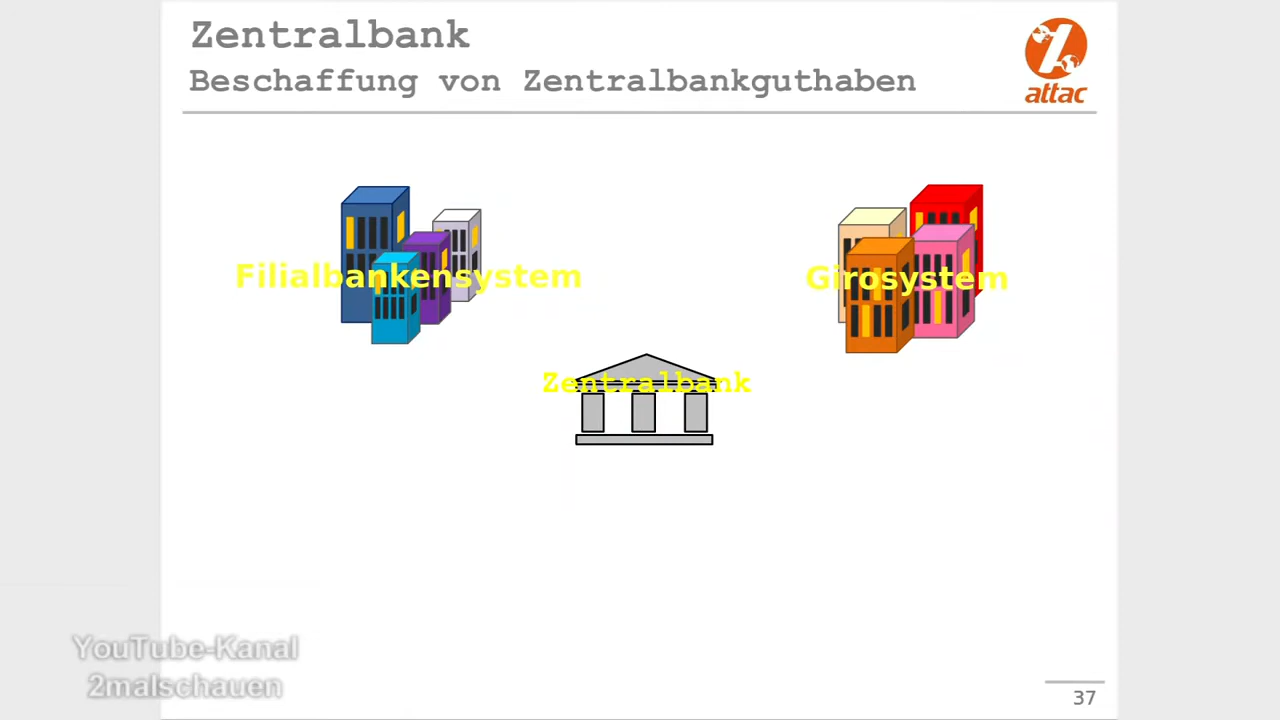 Zentralbank
Beschaffung von Zentralbankguthaben
attac
Filialbankensystem
Girosystem
Zentralbank
YouTube-Kanal
2malschauen
37